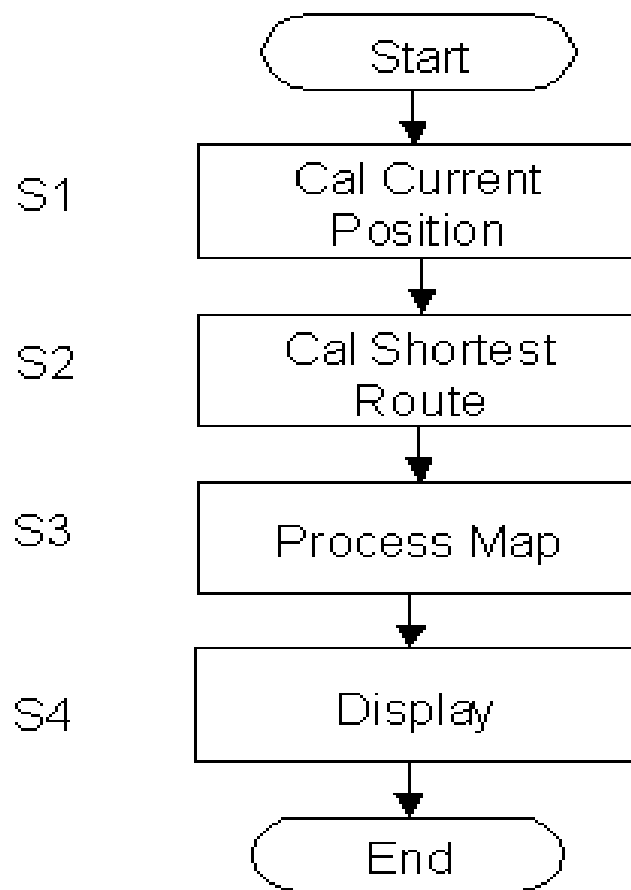 Start
S1
Cal Current
Position
S2
Cal Shortest
Route
S3
Process Map
S4
Display
End